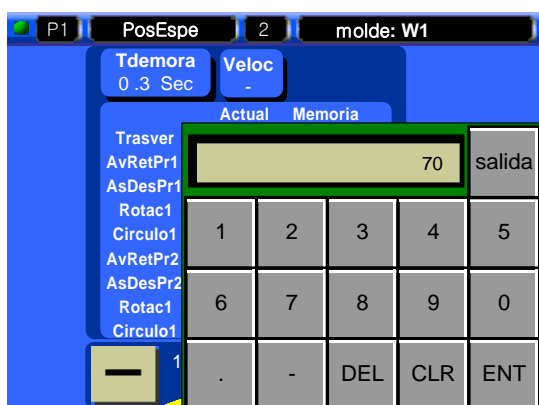 P1 PosEspe 2 molde: W1
Tdemora Veloc
0 .3 Sec -
Actual Memoria
Trasver
AvRetPr1
AsDesPr1
Rotac1
Circulo1
AvRetPr2
AsDesPr2
Rotac1
Circulo1
1
70 salida
1 2 3 4 5
6 7 8 9 0
. - DEL CLR ENT